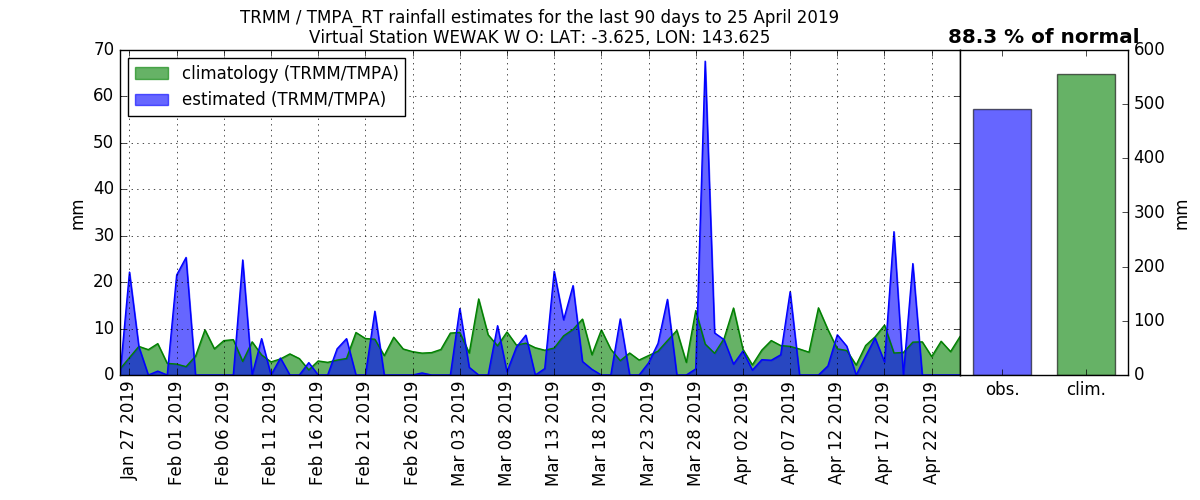 TRMM / TMPA_RT rainfall estimates for the last 90 days to 25 April 2019
Virtual Station WEWAK W O: LAT: -3.625, LON: 143.625
88.3 % of normal
climatology (TRMM/TMPA)
estimated (TRMM/TMPA)
70
60
50
40
30
20
10
0
mm
Jan 27 2019
Feb 01 2019
Feb 06 2019
Feb 11 2019
Feb 16 2019
Feb 21 2019
Feb 26 2019
Mar 03 2019
Mar 08 2019
Mar 13 2019
Mar 18 2019
Mar 23 2019
Mar 28 2019
Apr 02 2019
Apr 07 2019
Apr 12 2019
Apr 17 2019
Apr 22 2019
obs.
clim.
600
500
400
300
200
100
0
mm